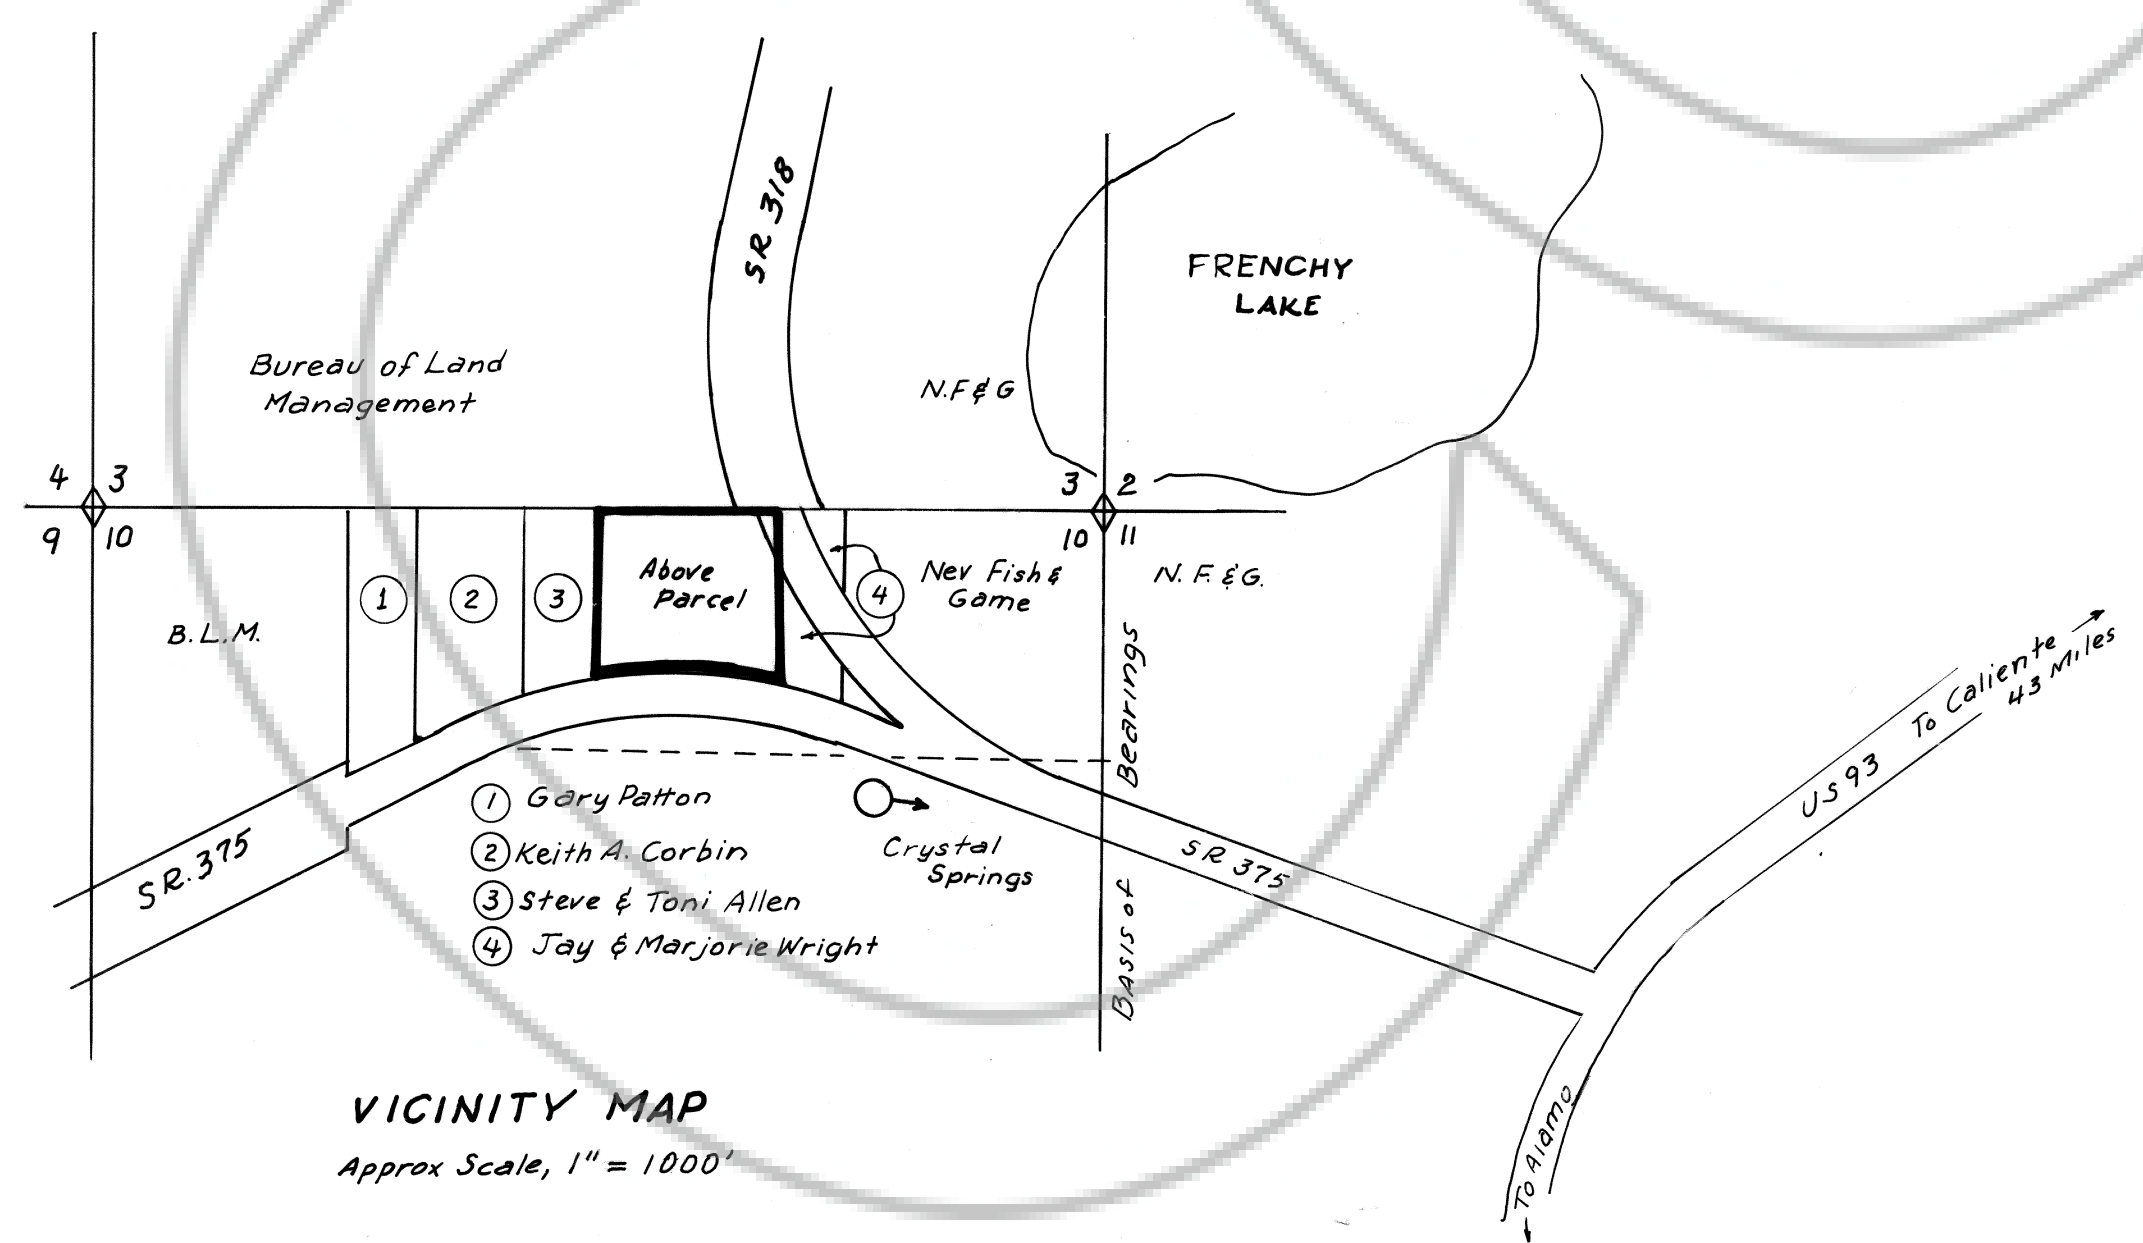 SR 318
FRENCHY
LAKE
Bureau of Land
Management
N.F & G
4 3
9 10
3 2
10 11
Above
Parcel
1 2 3
4
Nev Fish &
Game
N. F. & G.
B. L. M.
Basis of Bearings
To Caliente
43 Miles
US 93
SR. 375
SR 375
1 Gary Patton
2 Keith A. Corbin
3 Steve & Toni Allen
4 Jay & Marjorie Wright
Crystal
Springs
To Alamo
VICINITY MAP
Approx Scale, 1" = 1000'